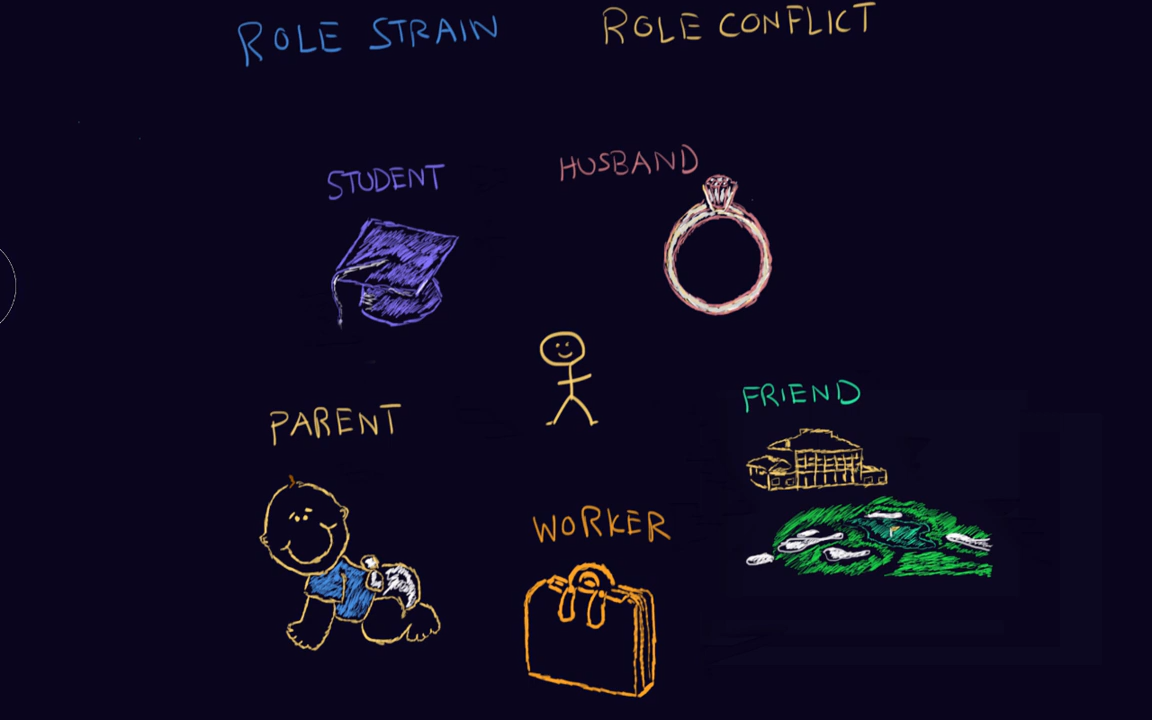 ROLE STRAIN
ROLE CONFLICT
STUDENT
HUSBAND
FRIEND
PARENT
WORKER